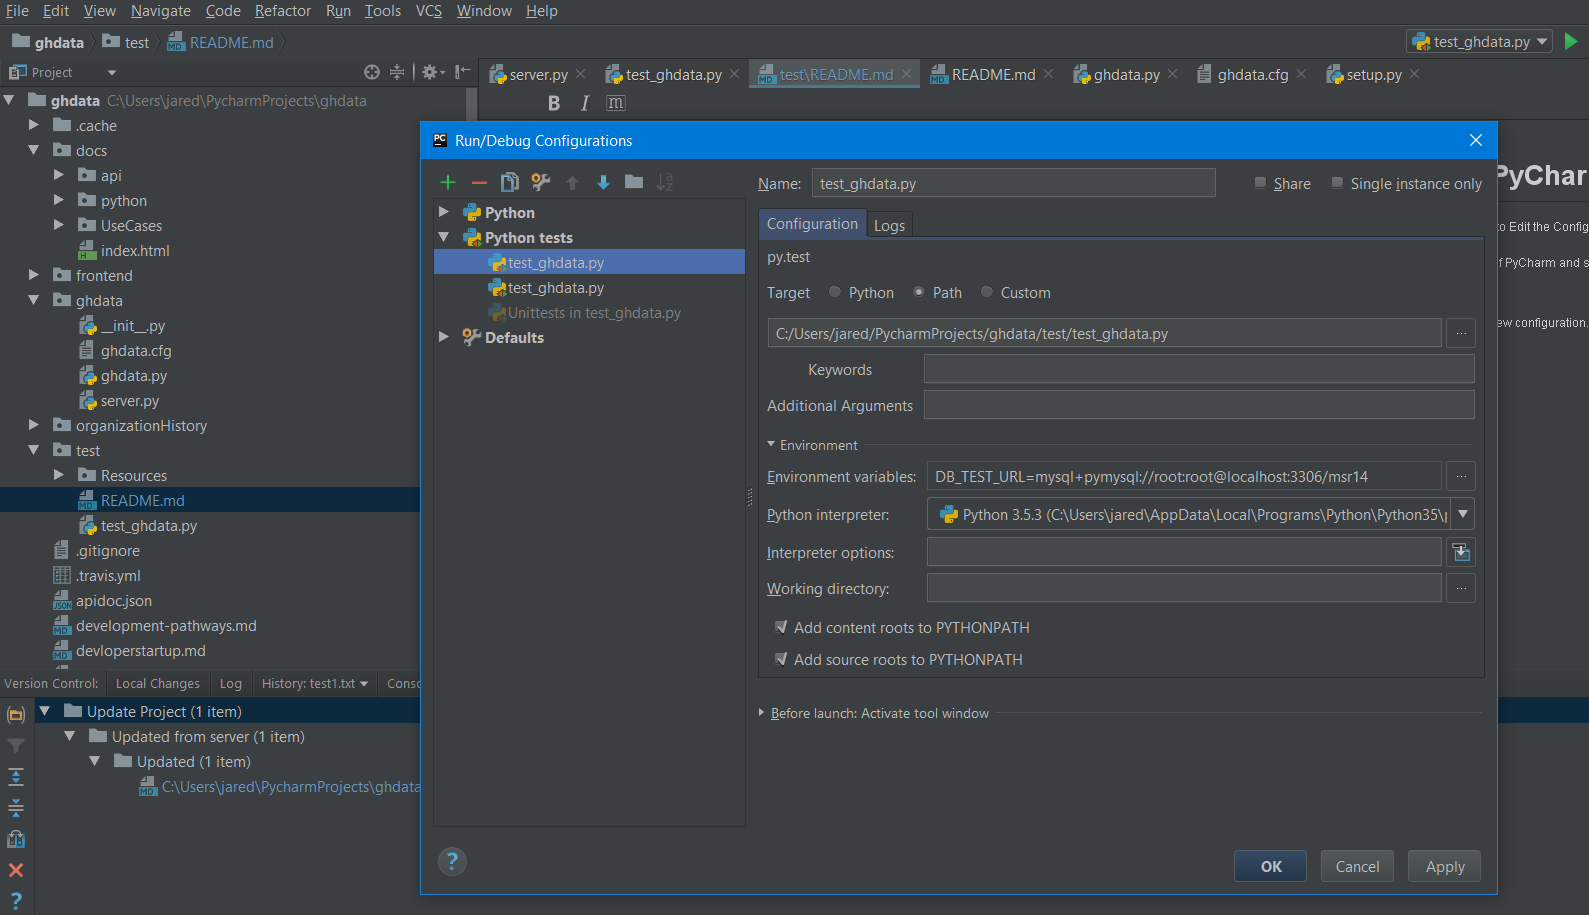 File Edit View Navigate Code Refactor Run Tools VCS Window Help
ghdata test README.md test_ghdata.py
Project
server.py test_ghdata.py test\README.md README.md ghdata.py ghdata.cfg setup.py
B I m
ghdata C:\Users\jared\PycharmProjects\ghdata
.cache
docs
api
python
UseCases
index.html
frontend
ghdata
__init__.py
ghdata.cfg
ghdata.py
server.py
organizationHistory
test
Resources
README.md
test_ghdata.py
.gitignore
.travis.yml
apidoc.json
development-pathways.md
devloperstartup.md
PC Run/Debug Configurations
Python
Python tests
test_ghdata.py
test_ghdata.py
Unittests in test_ghdata.py
Defaults
Name: test_ghdata.py Share Single instance only
Configuration Logs
py.test
Target Python Path Custom
C:/Users/jared/PycharmProjects/ghdata/test/test_ghdata.py ...
Keywords
Additional Arguments
Environment
Environment variables: DB_TEST_URL=mysql+pymysql://root:root@localhost:3306/msr14 ...
Python interpreter: Python 3.5.3 (C:\Users\jared\AppData\Local\Programs\Python\Python35\
Interpreter options:
Working directory: ...
Add content roots to PYTHONPATH
Add source roots to PYTHONPATH
Before launch: Activate tool window
? OK Cancel Apply
PyChar
to Edit the Config
f PyCharm and s
ew configuration.
Version Control: Local Changes Log History: test1.txt Consc
Update Project (1 item)
Updated from server (1 item)
Updated (1 item)
C:\Users\jared\PycharmProjects\ghdata
?